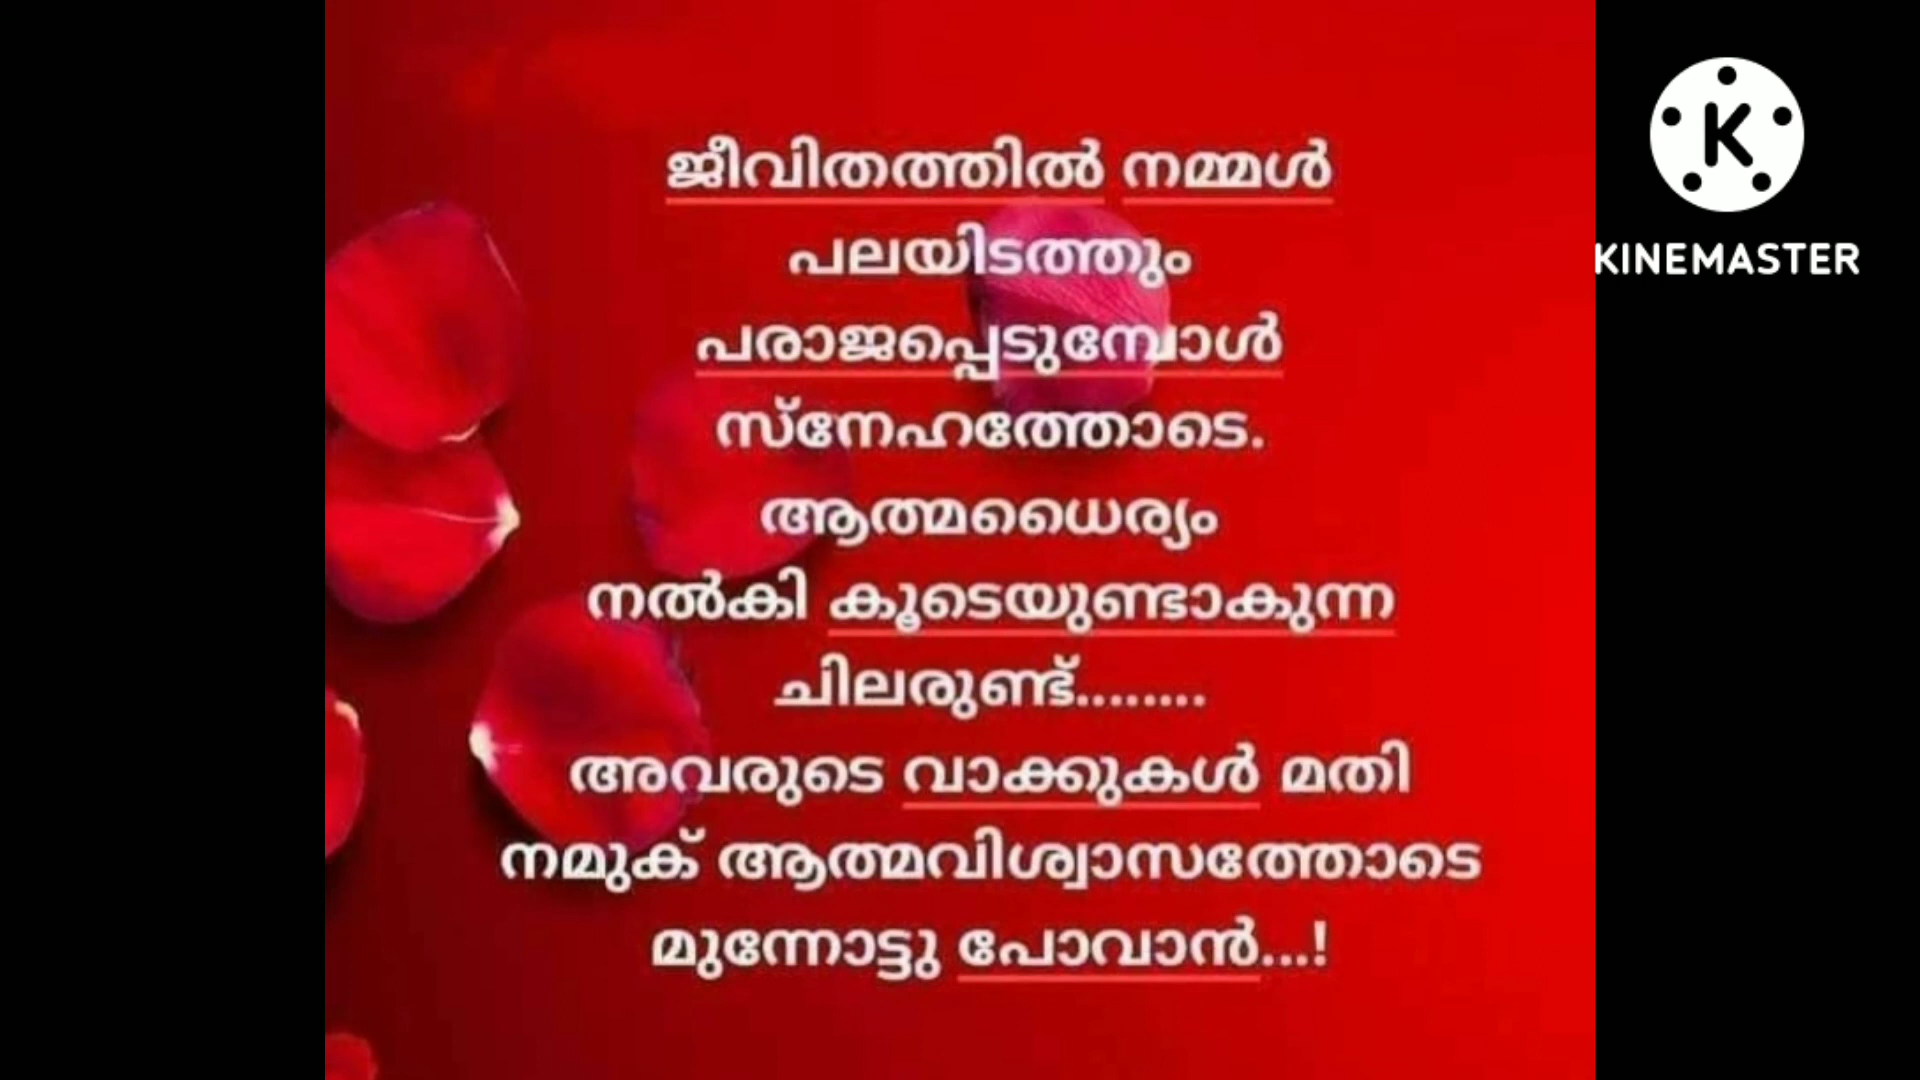 ജീവിതത്തിൽ നമ്മൾ
പലയിടത്തും
പരാജപ്പെടുമ്പോൾ
സ്നേഹത്തോടെ.
ആത്മധൈര്യം
നൽകി കൂടെയുണ്ടാകുന്ന
ചിലരുണ്ട്........
അവരുടെ വാക്കുകൾ മതി
നമുക് ആത്മവിശ്വാസത്തോടെ
മുന്നോട്ടു പോവാൻ...!
K
KINEMASTER